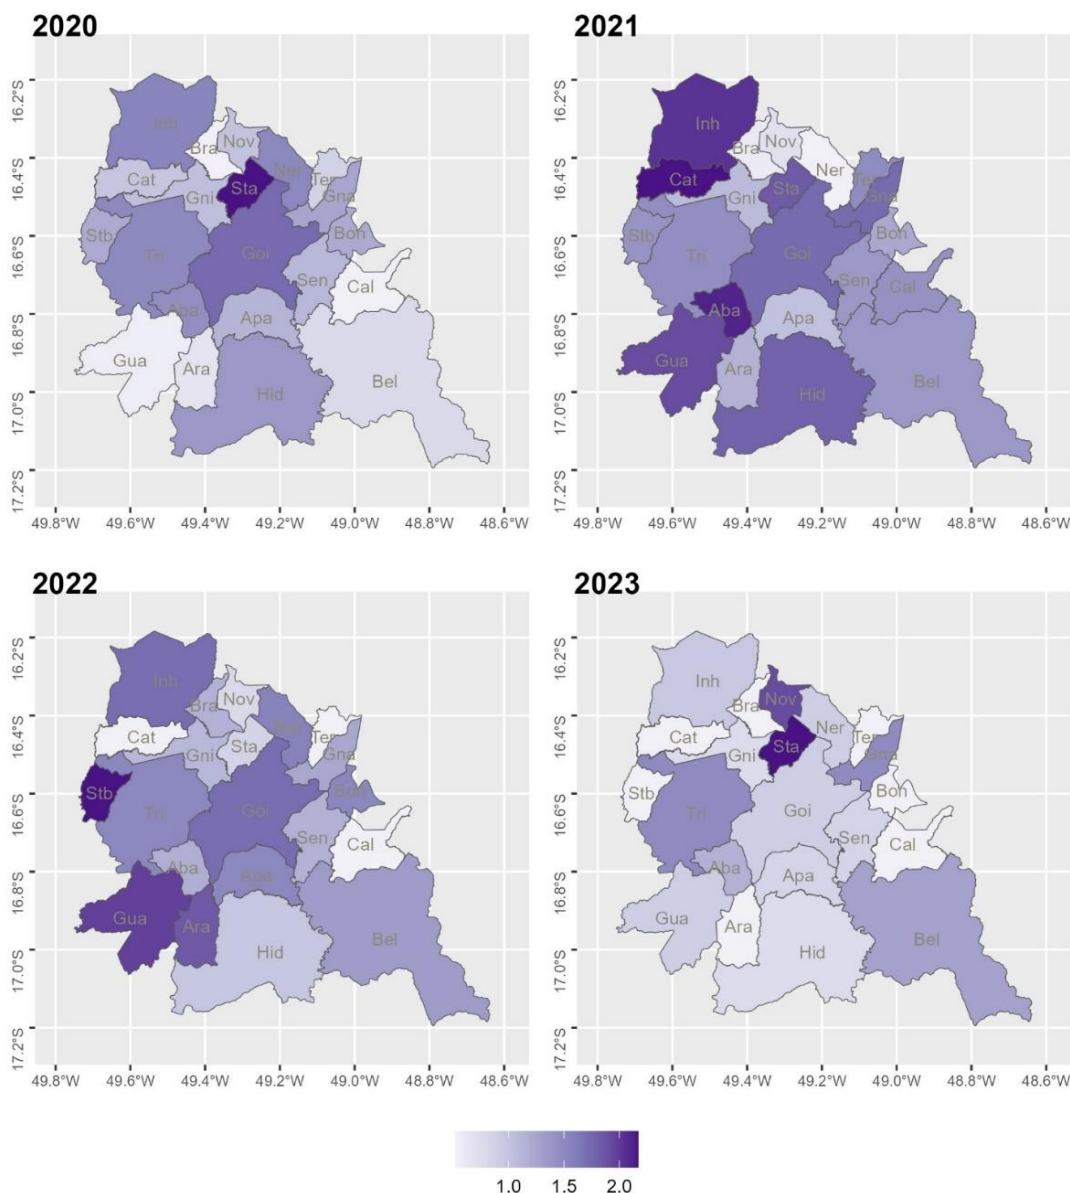 2020
2021
16.2°S
16.4°S
16.6°S
16.8°S
17.0°S
17.2°S
Inh
Bra
Nov
Ner
Cat
Gni
Sta
Ter
Gna
Stb
Tri
Goi
Bon
Sen
Cal
Aba
Apa
Gua
Ara
Hid
Bel
49.8°W 49.6°W 49.4°W 49.2°W 49.0°W 48.8°W 48.6°W
16.2°S
16.4°S
16.6°S
16.8°S
17.0°S
17.2°S
Inh
Bra
Nov
Ner
Cat
Gni
Sta
Ter
Gna
Stb
Tri
Goi
Bon
Sen
Cal
Aba
Apa
Gua
Ara
Hid
Bel
49.8°W 49.6°W 49.4°W 49.2°W 49.0°W 48.8°W 48.6°W
2022
2023
16.2°S
16.4°S
16.6°S
16.8°S
17.0°S
17.2°S
Inh
Bra
Nov
Ner
Cat
Gni
Sta
Ter
Gna
Stb
Tri
Goi
Bon
Sen
Cal
Aba
Apa
Gua
Ara
Hid
Bel
49.8°W 49.6°W 49.4°W 49.2°W 49.0°W 48.8°W 48.6°W
16.2°S
16.4°S
16.6°S
16.8°S
17.0°S
17.2°S
Inh
Bra
Nov
Ner
Cat
Gni
Sta
Ter
Gna
Stb
Tri
Goi
Bon
Sen
Cal
Aba
Apa
Gua
Ara
Hid
Bel
49.8°W 49.6°W 49.4°W 49.2°W 49.0°W 48.8°W 48.6°W
1.0 1.5 2.0